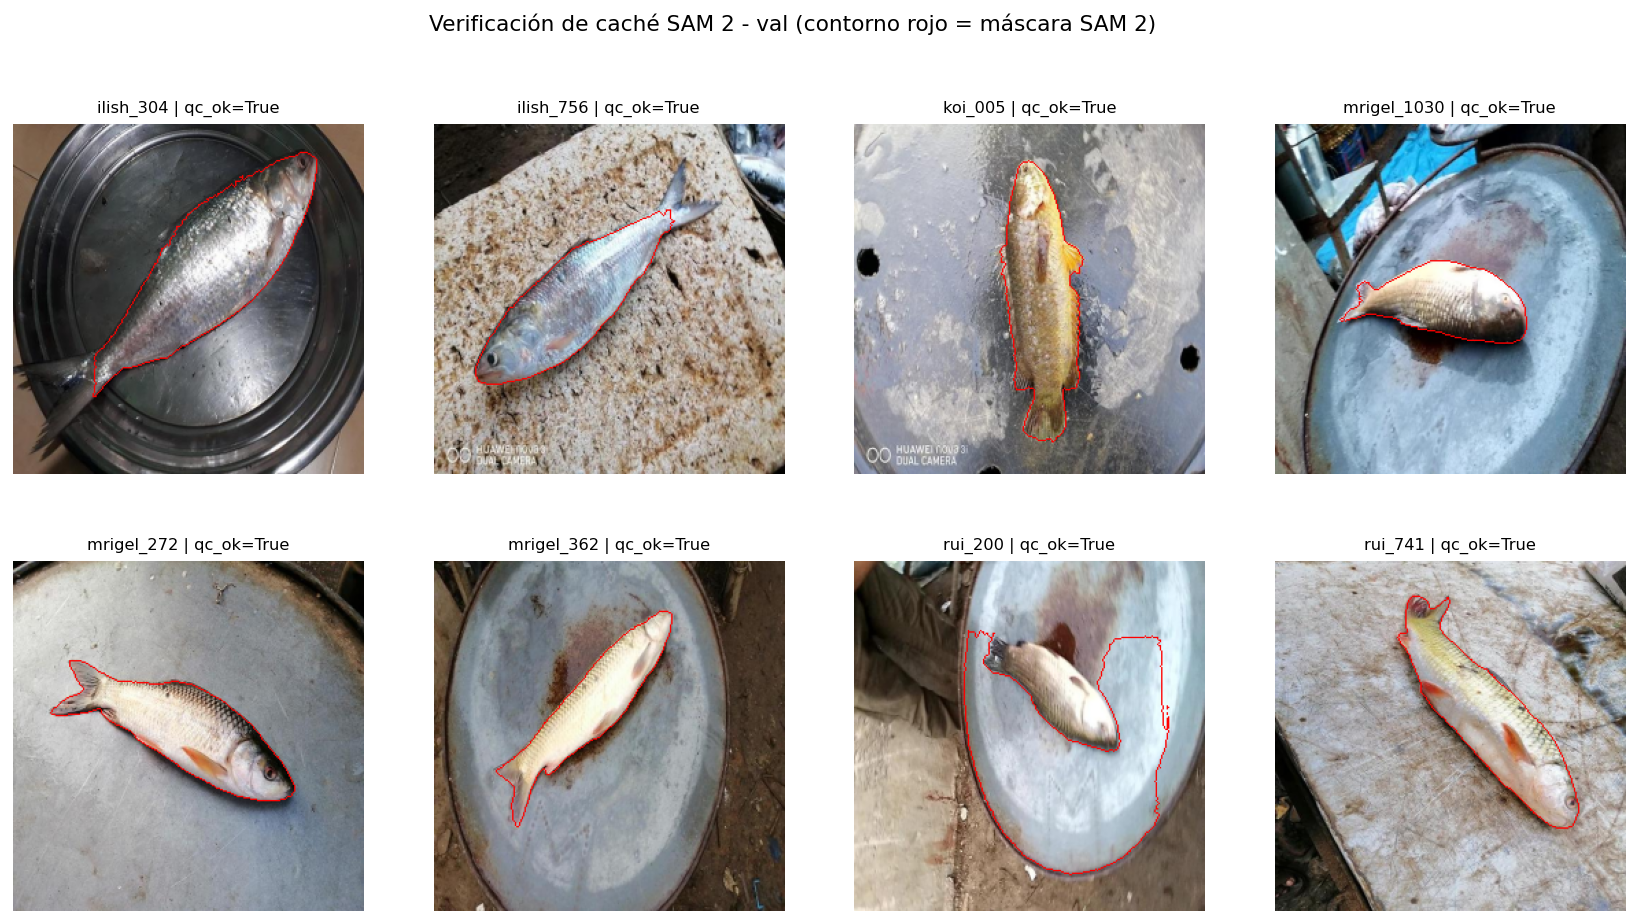 Verificación de caché SAM 2 - val (contorno rojo = máscara SAM 2)
ilish_304 | qc_ok=True
ilish_756 | qc_ok=True
koi_005 | qc_ok=True
mrigel_1030 | qc_ok=True
HUAWEI nova 3i
DUAL CAMERA
HUAWEI nova 3i
DUAL CAMERA
mrigel_272 | qc_ok=True
mrigel_362 | qc_ok=True
rui_200 | qc_ok=True
rui_741 | qc_ok=True